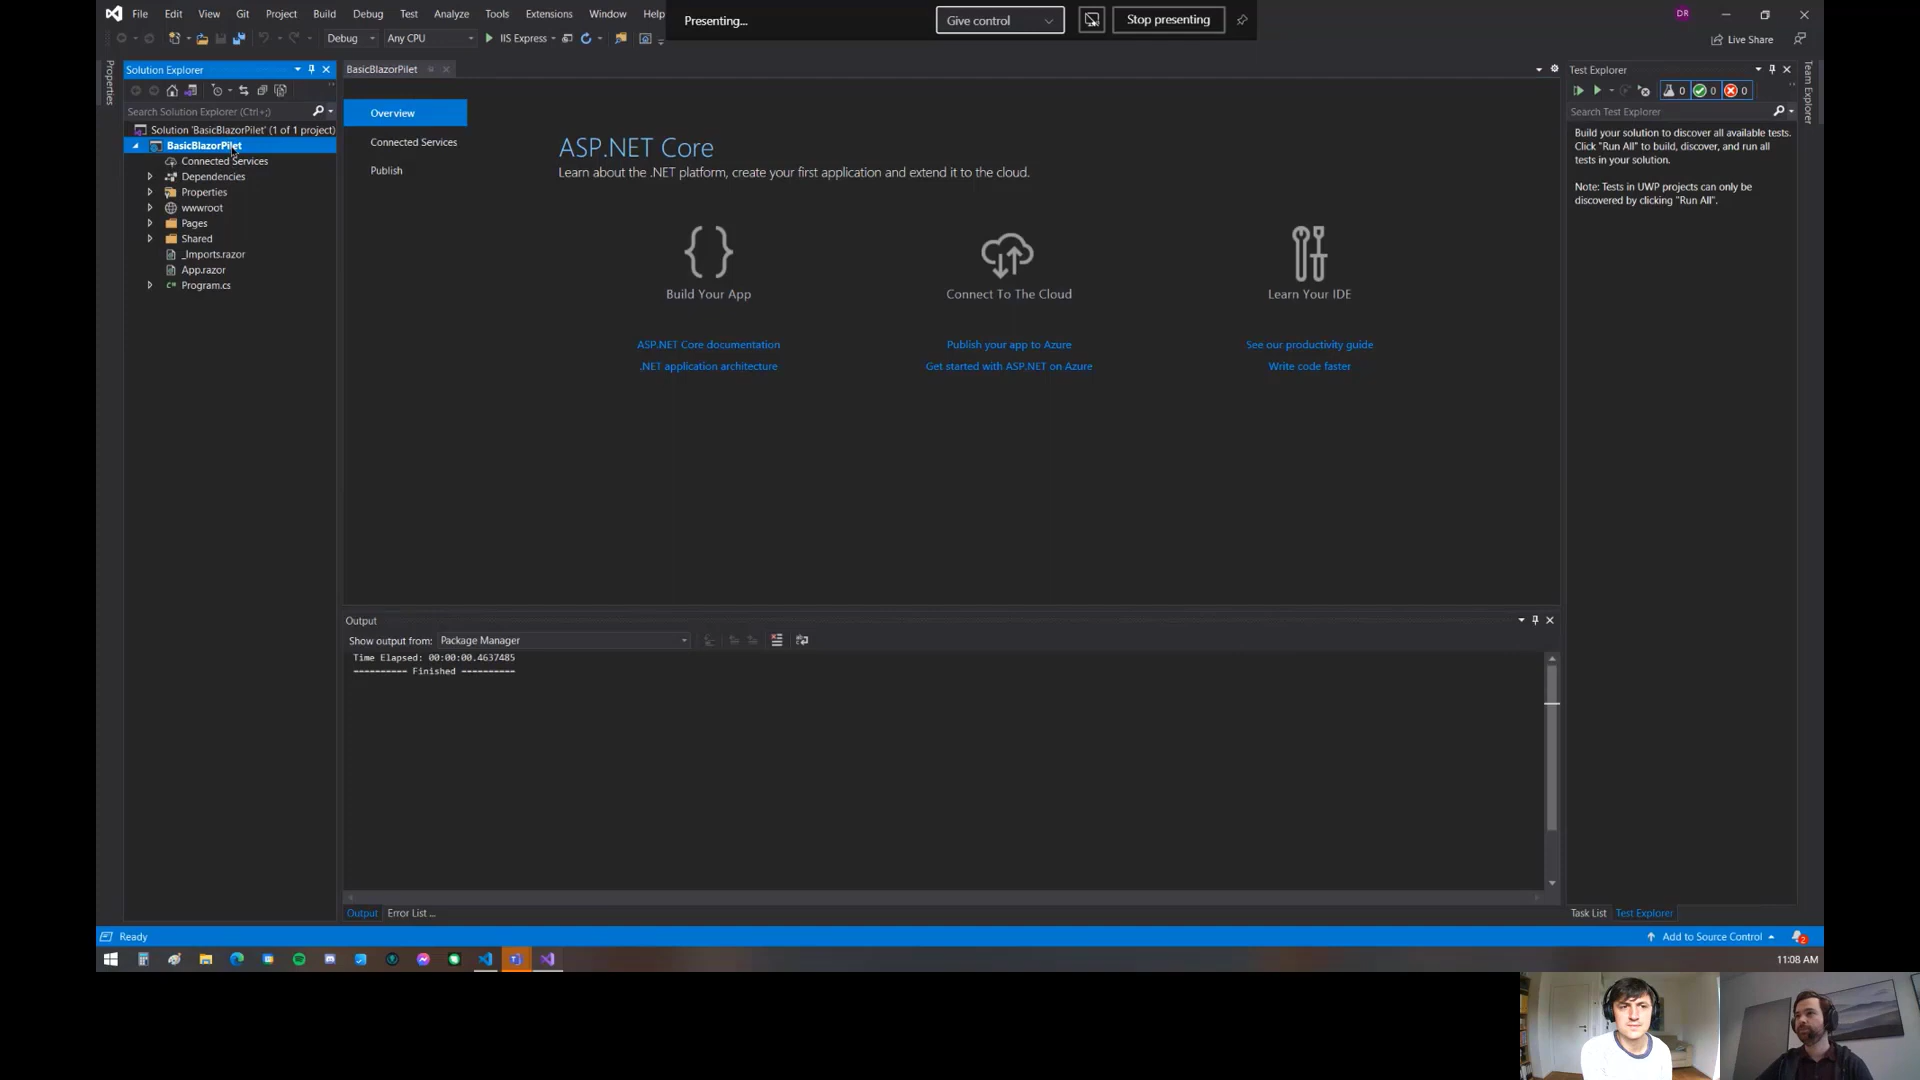 File Edit View Git Project Build Debug Test Analyze Tools Extensions Window Help
Presenting...
Give control
Stop presenting
DR
Debug
Any CPU
IIS Express
Live Share
Properties
Solution Explorer
Search Solution Explorer (Ctrl+;)
Solution 'BasicBlazorPilet' (1 of 1 project)
BasicBlazorPilet
Connected Services
Dependencies
Properties
wwwroot
Pages
Shared
_Imports.razor
App.razor
C# Program.cs
BasicBlazorPilet
Overview
Connected Services
Publish
ASP.NET Core
Learn about the .NET platform, create your first application and extend it to the cloud.
Build Your App
Connect To The Cloud
Learn Your IDE
ASP.NET Core documentation
Publish your app to Azure
See our productivity guide
.NET application architecture
Get started with ASP.NET on Azure
Write code faster
Output
Show output from: Package Manager
Time Elapsed: 00:00:00.4637485
---------- Finished ----------
Output Error List ...
Test Explorer
0 0 0
Search Test Explorer
Build your solution to discover all available tests.
Click "Run All" to build, discover, and run all
tests in your solution.
Note: Tests in UWP projects can only be
discovered by clicking "Run All".
Team Explorer
Task List Test Explorer
Ready
Add to Source Control
2
11:08 AM